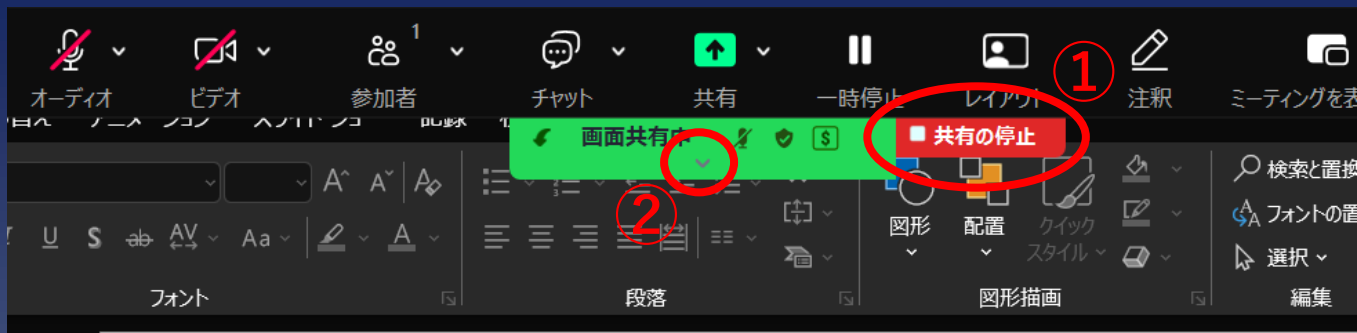 1
オーディオ ビデオ 参加者 チャット 共有 一時停止 レイアウト ① 注釈 ミーティングを表
画面共有中 $ 共有の停止
A A A 検索と置換
② 図形 配置 クイック フォントの置
U S ab AV Aa A スタイル 選択
フォント 段落 図形描画 編集